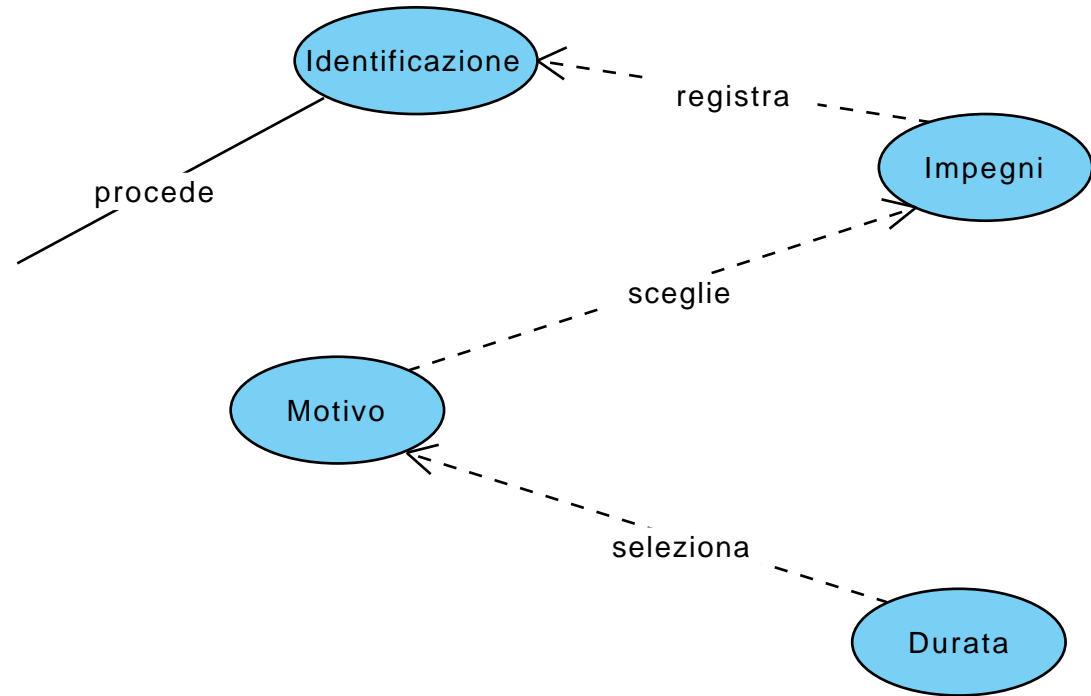 Identificazione
registra
Impegni
procede
sceglie
Motivo
seleziona
Durata